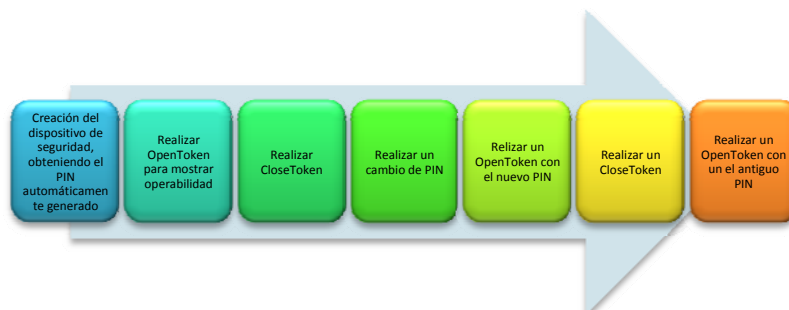 Creación del
dispositivo de
seguridad,
obteniendo el
PIN
automáticamen
te generado
Realizar
OpenToken
para mostrar
operabilidad
Realizar
CloseToken
Realizar un
cambio de PIN
Relizar un
OpenToken con
el nuevo PIN
Realizar un
CloseToken
Realizar un
OpenToken con
un el antiguo
PIN